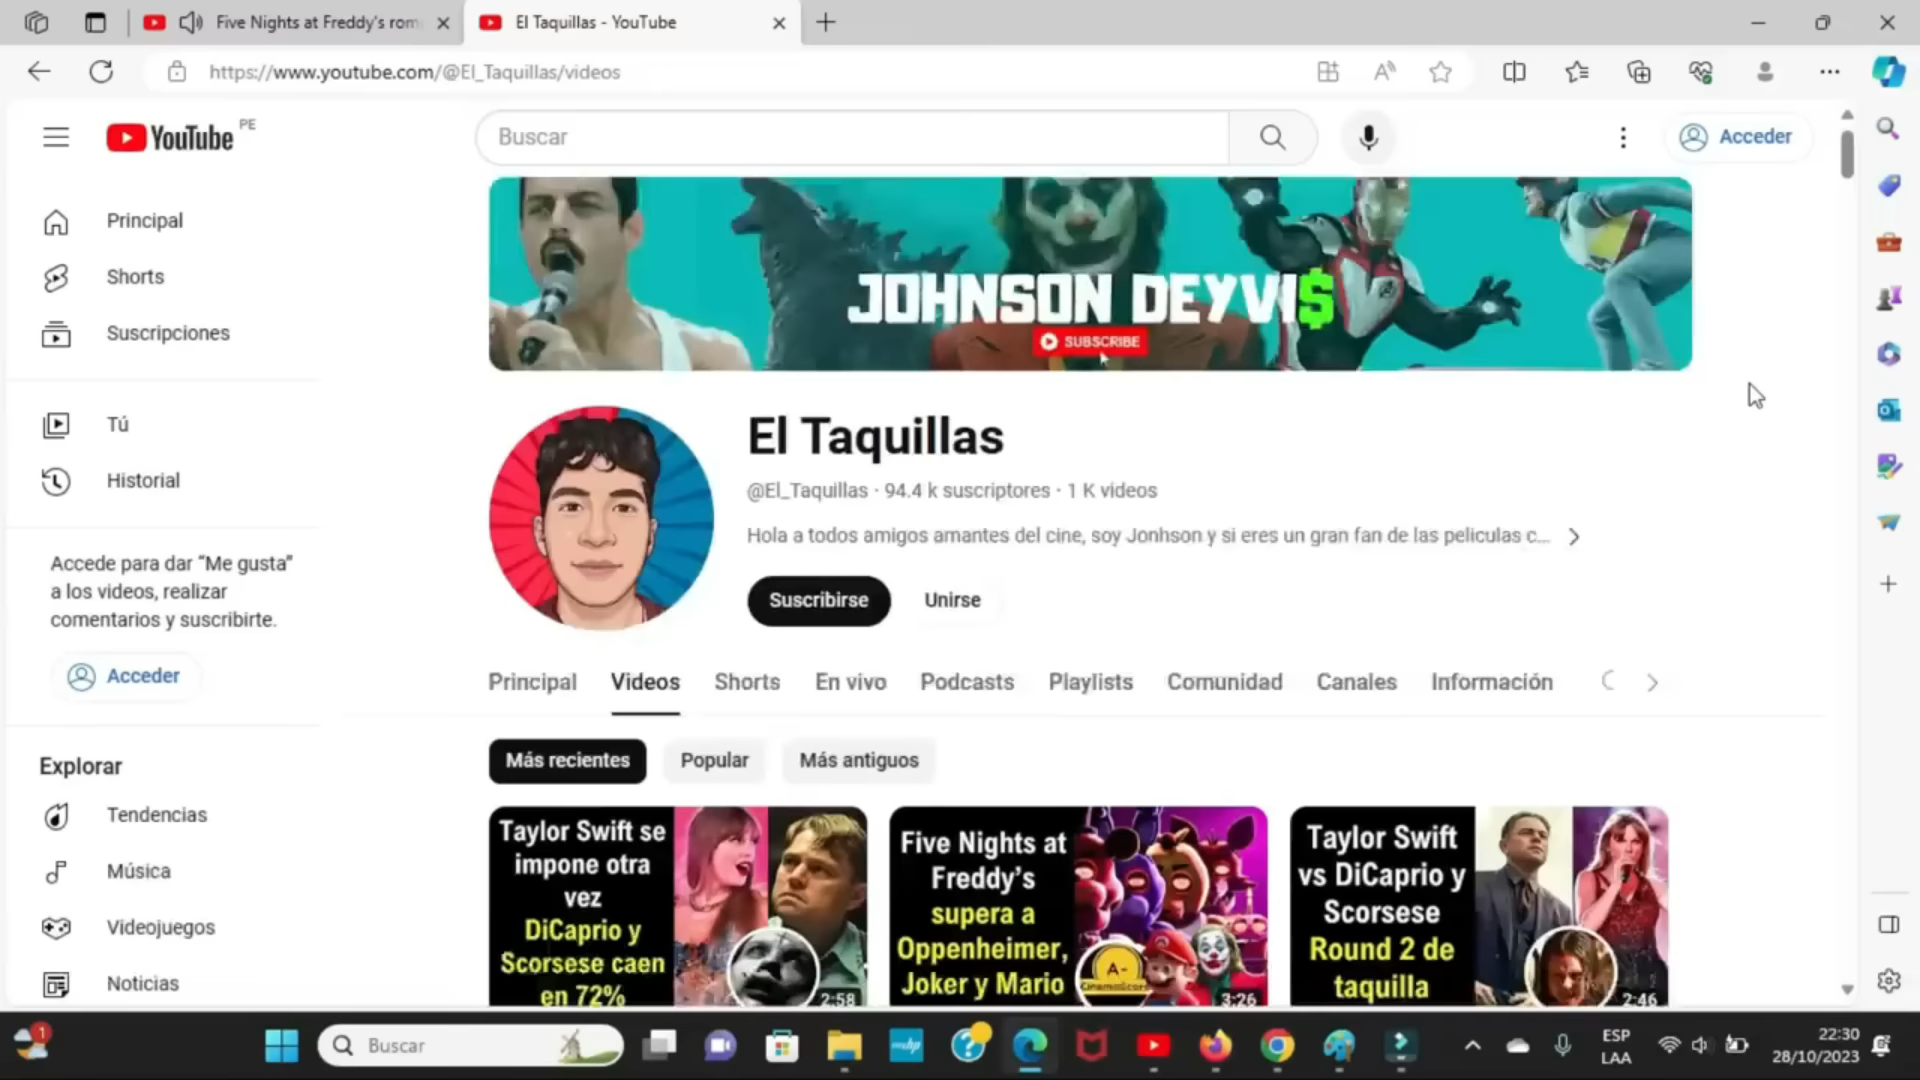 Five Nights at Freddy's rom
El Taquillas - YouTube
https://www.youtube.com/@El_Taquillas/videos
YouTube PE
Buscar
Acceder
Principal
Shorts
Suscripciones
Tú
Historial
Accede para dar “Me gusta”
a los videos, realizar
comentarios y suscribirte.
Acceder
Explorar
Tendencias
Música
Videojuegos
Noticias
JOHNSON DEYVI$
SUBSCRIBE
El Taquillas
@El_Taquillas · 94.4 k suscriptores · 1 K videos
Hola a todos amigos amantes del cine, soy Jonhson y si eres un gran fan de las peliculas c...
Suscribirse
Unirse
Principal
Videos
Shorts
En vivo
Podcasts
Playlists
Comunidad
Canales
Información
Más recientes
Popular
Más antiguos
Taylor Swift se
impone otra
vez
DiCaprio y
Scorsese caen
en 72%
2:58
Five Nights at
Freddy's
supera a
Oppenheimer,
Joker y Mario
A-
CinemaScore
3:26
Taylor Swift
vs DiCaprio y
Scorsese
Round 2 de
taquilla
2:46
1
Buscar
myhp
ESP
LAA
22:30
28/10/2023